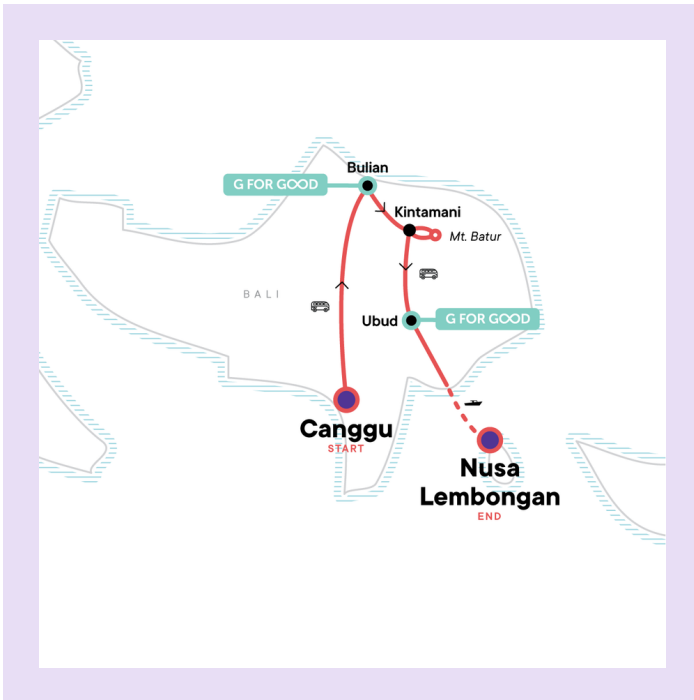 Bulian
G FOR GOOD
Kintamani
Mt. Batur
BALI
Ubud
G FOR GOOD
Canggu
START
Nusa
Lembongan
END